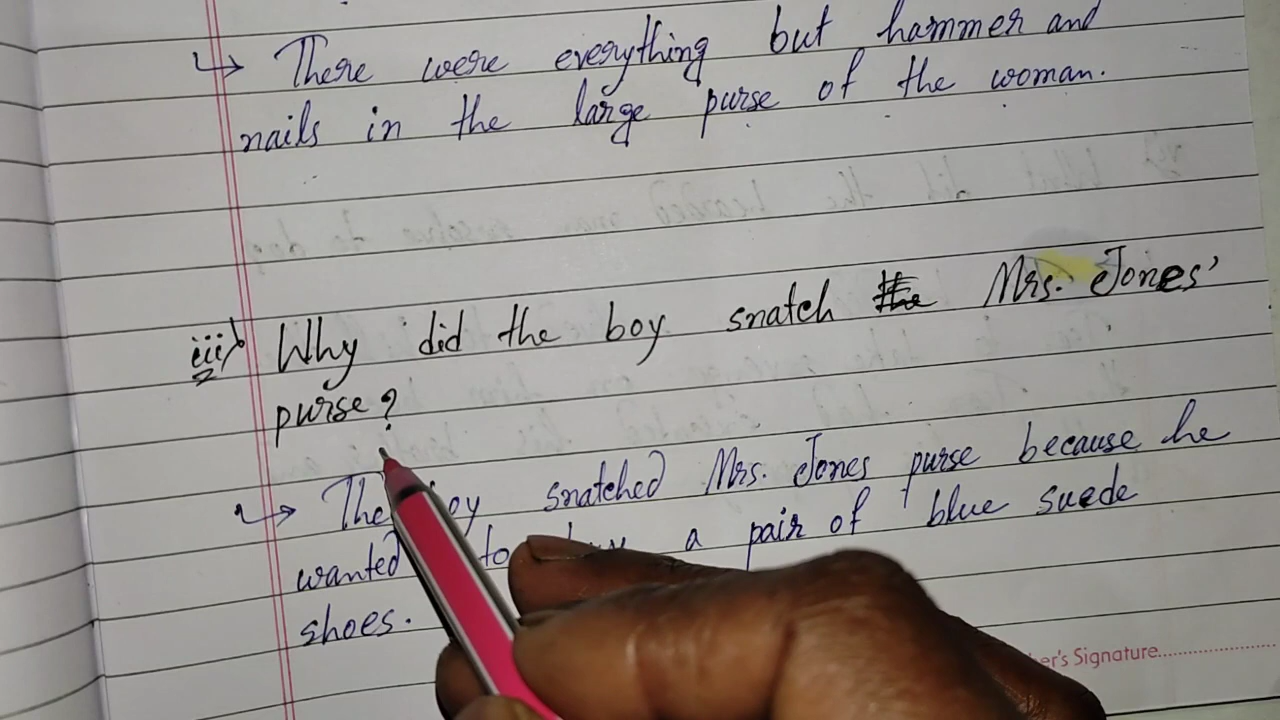 ↳ There were everything but hammer and
nails in the large purse of the woman.
iii) Why did the boy snatch Mrs. Jones'
purse?
↳ The boy snatched Mrs. Jones purse because he
wanted to a pair of blue suede
shoes.
er's Signature